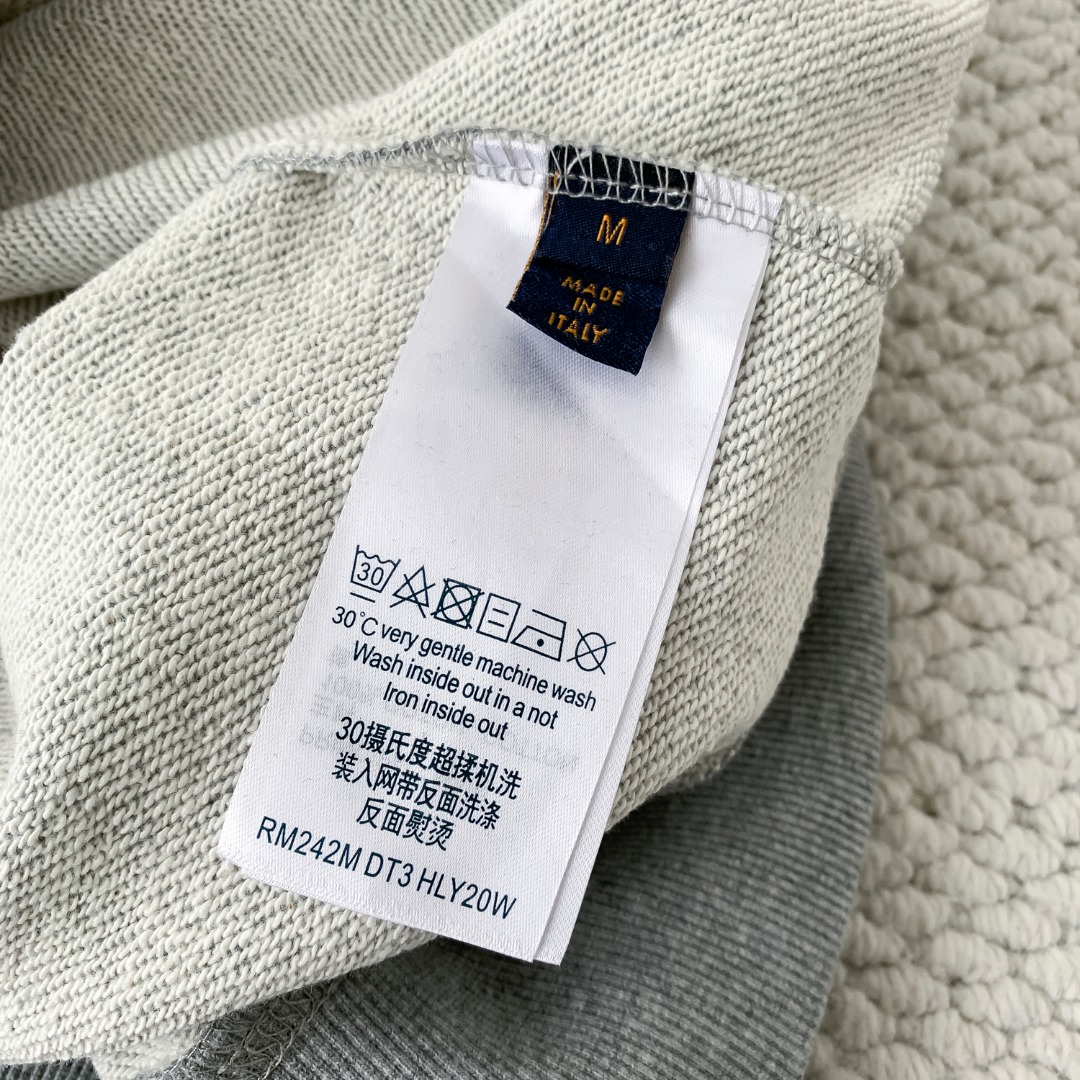 M
MADE
IN
ITALY
30
30°C very gentle machine wash
Wash inside out in a not
Iron inside out
30摄氏度超揉机洗
装入网带反面洗涤
反面熨烫
RM242M DT3 HLY20W